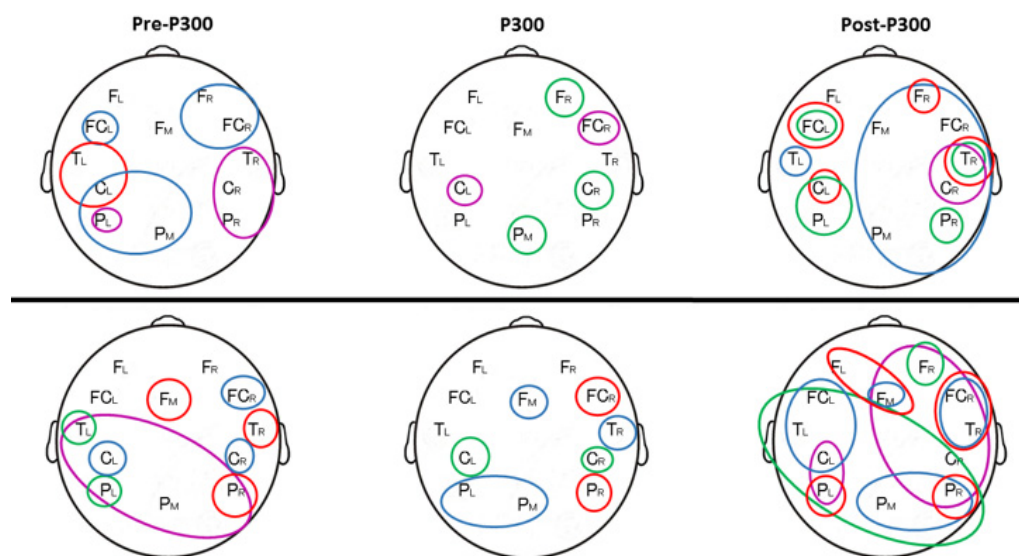 Pre-P300 P300 Post-P300
FL FR FL FR FL FR
FCL FM FCR FCL FM FCR FCL FM FCR
TL TR TL TR TL TR
CL CR CL CR CL CR
PL PM PR PL PM PR PL PM PR
FL FR FL FR FL FR
FCL FM FCR FCL FM FCR FCL FM FCR
TL TR TL TR TL TR
CL CR CL CR CL CR
PL PM PR PL PM PR PL PM PR